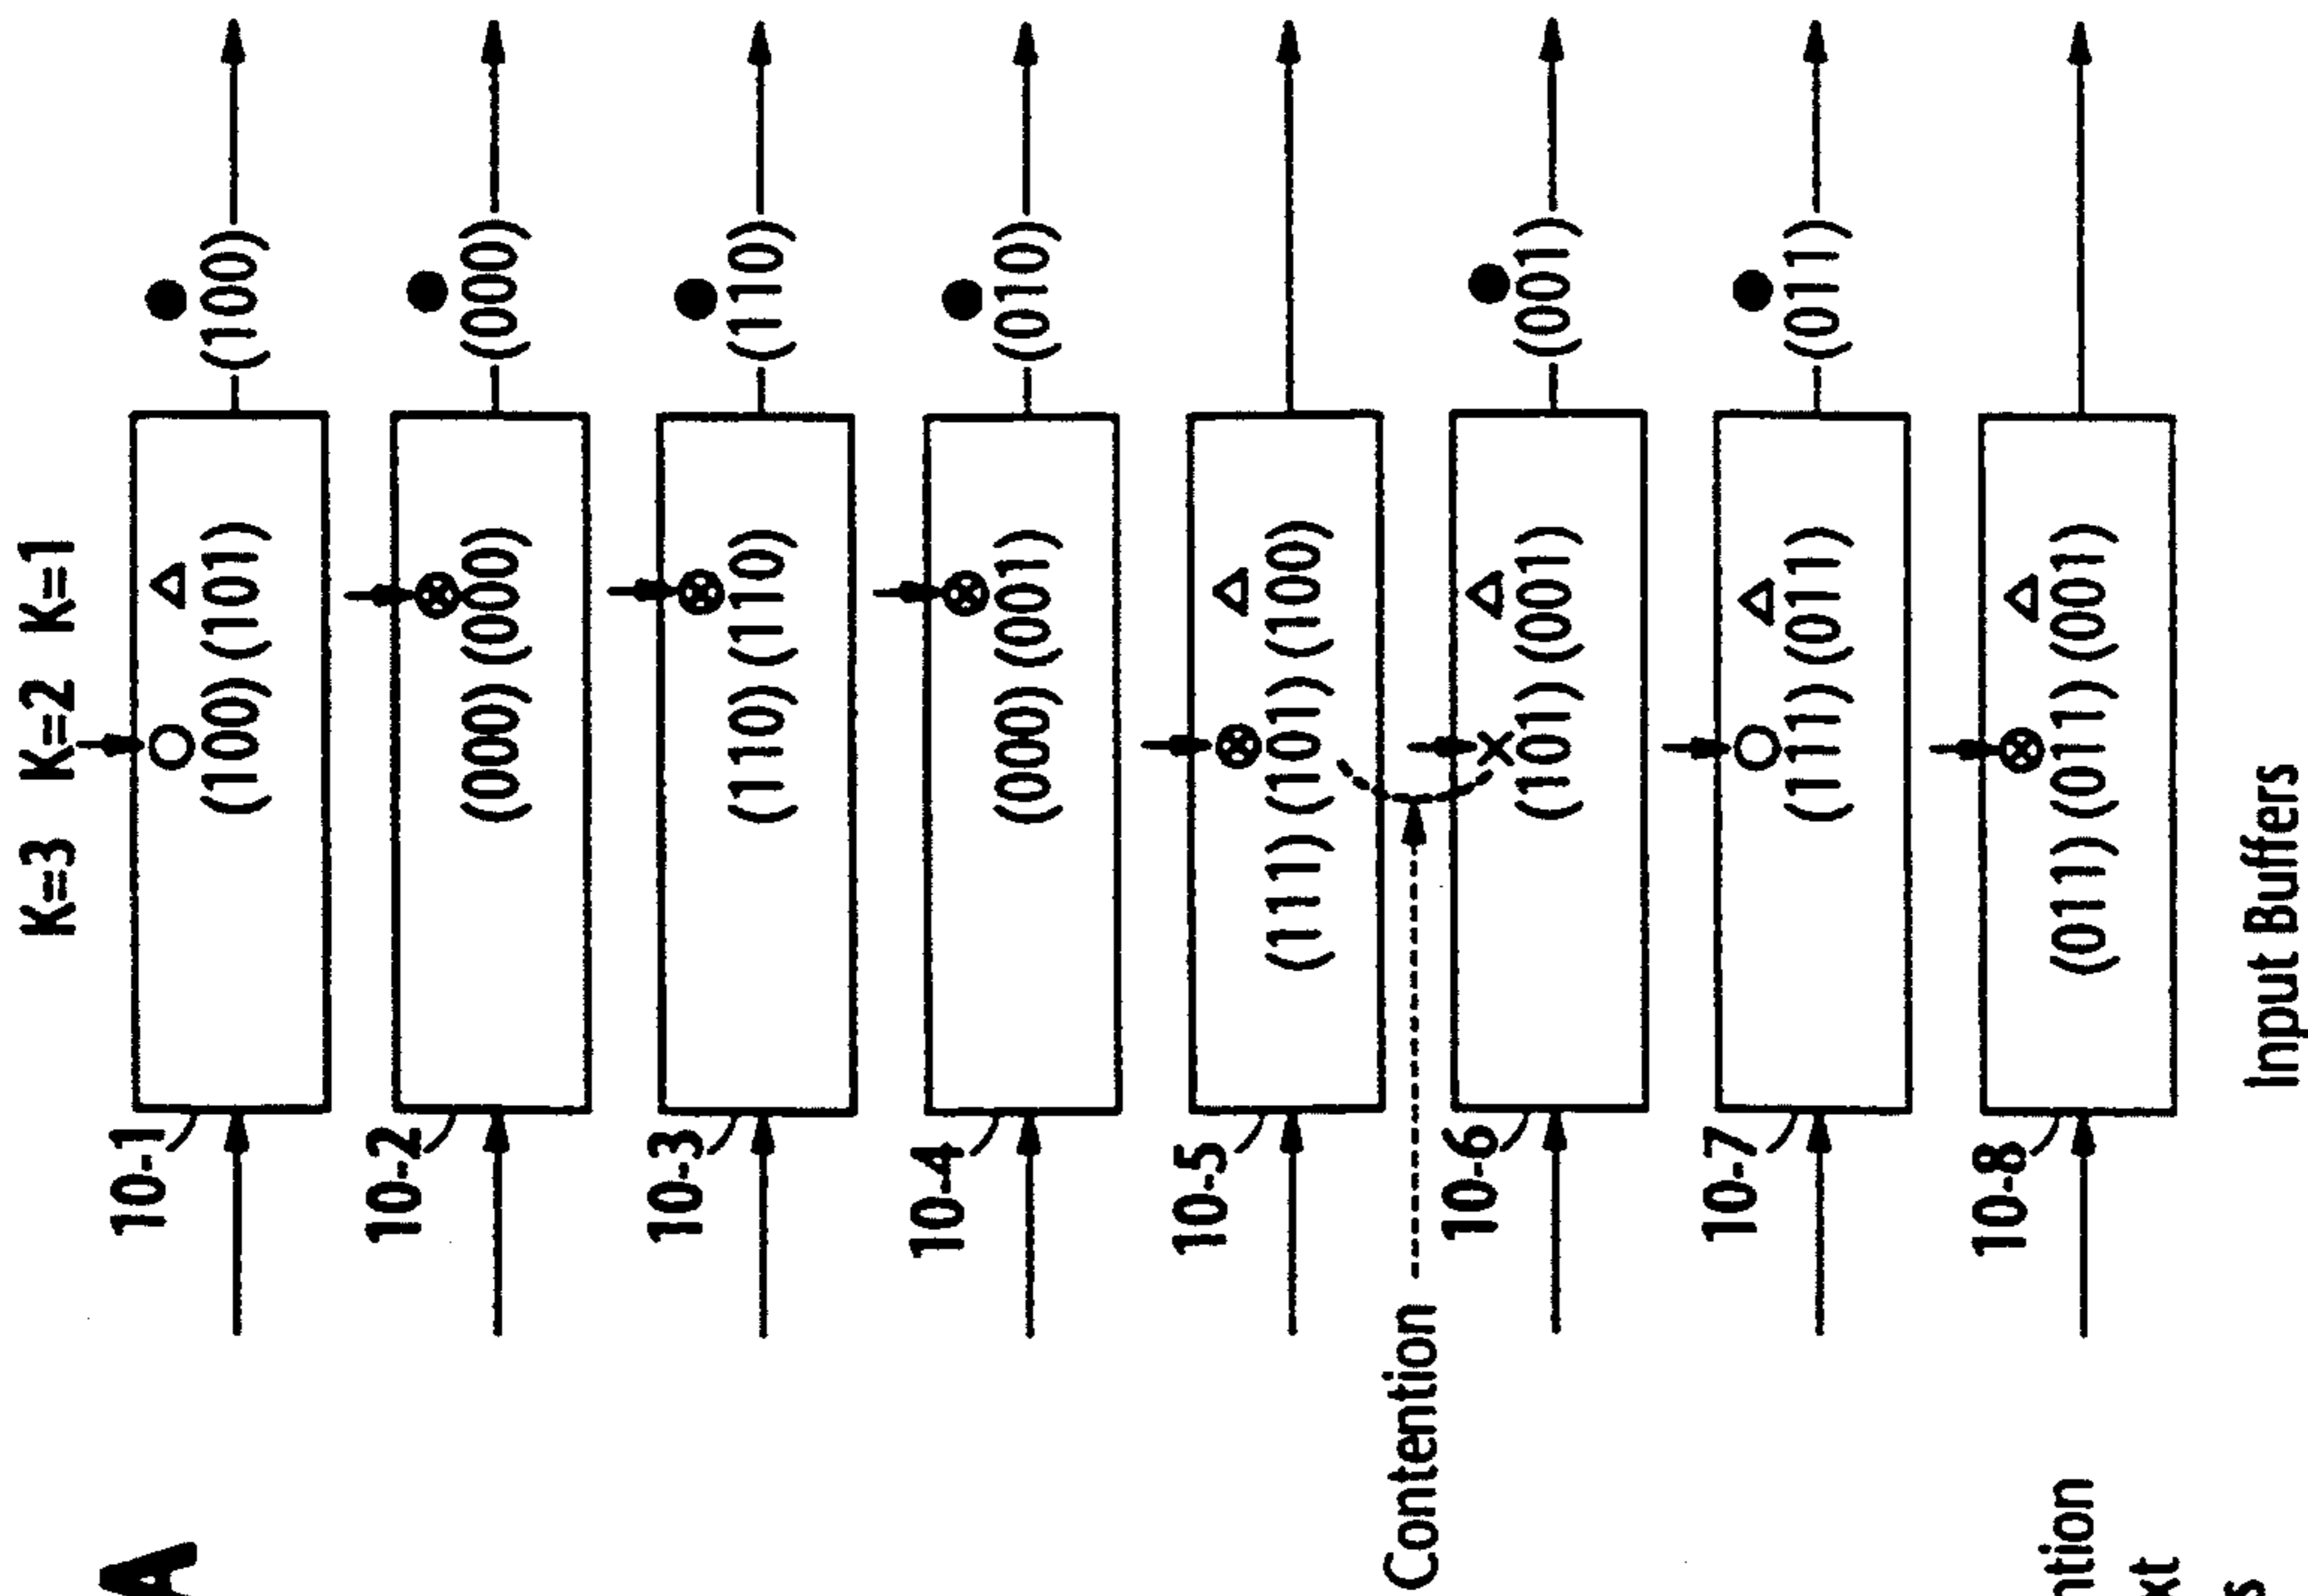 K=3 K=2 K=1
A
10-1
(100) (101) (100)
10-2
(000) (000) (000)
10-3
(110) (110) (110)
10-4
(000) (001) (010)
10-5
(111) (101) (100)
Contention
10-6
(101) (001) (001)
10-7
(111) (011) (011)
10-8
(011) (011) (001)
ntion
xt
s
Input Buffers